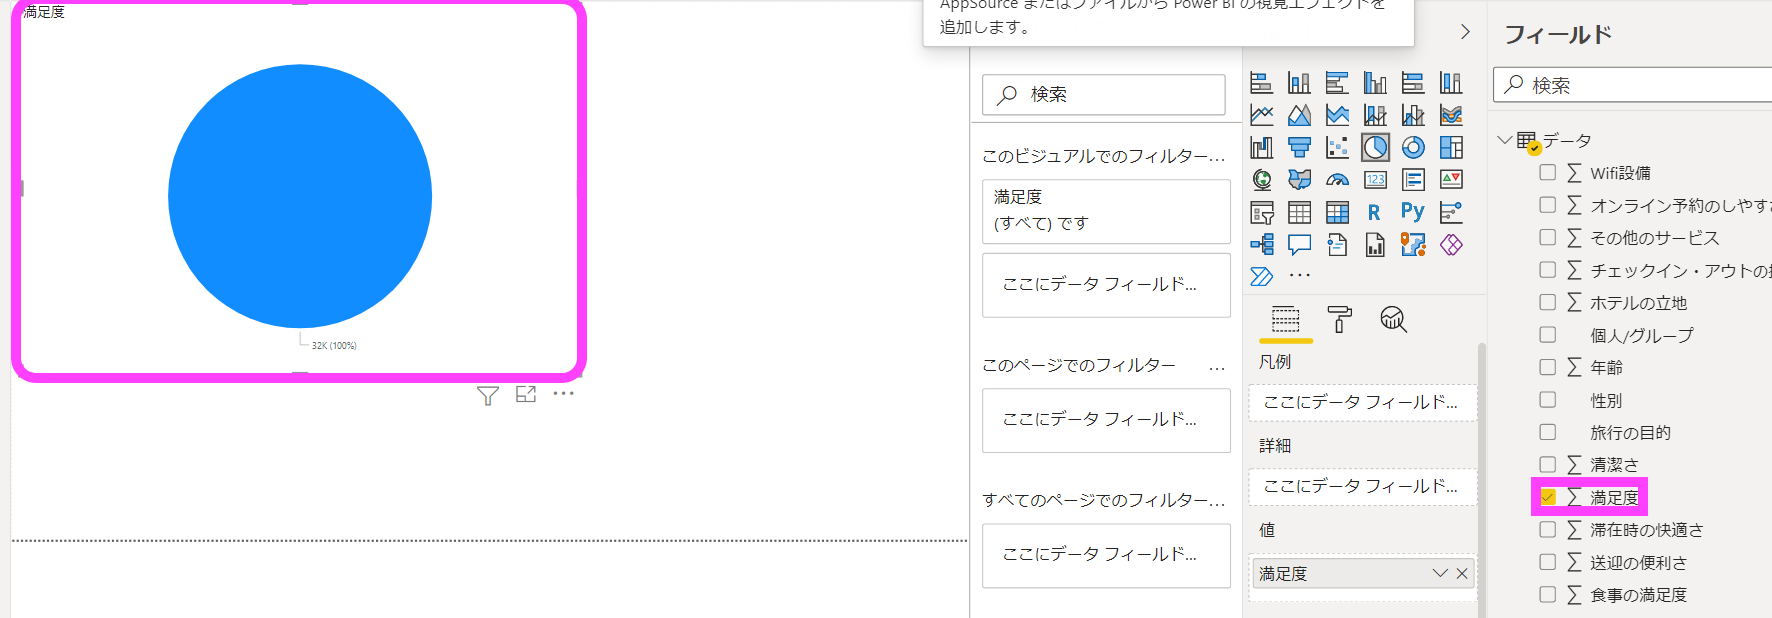 満足度
32K (100%)
AppSource またはファイルから Power BI の視覚エフェクトを
追加します。
検索
このビジュアルでのフィルター...
満足度
(すべて) です
ここにデータ フィールド...
このページでのフィルター ...
ここにデータ フィールド...
すべてのページでのフィルター...
ここにデータ フィールド...
123
R
Py
...
凡例
ここにデータ フィールド...
詳細
ここにデータ フィールド...
値
満足度
フィールド
検索
データ
Σ Wifi設備
Σ オンライン予約のしやす
Σ その他のサービス
Σ チェックイン・アウトの
Σ ホテルの立地
個人/グループ
Σ 年齢
性別
旅行の目的
Σ 清潔さ
Σ 満足度
Σ 滞在時の快適さ
Σ 送迎の便利さ
Σ 食事の満足度